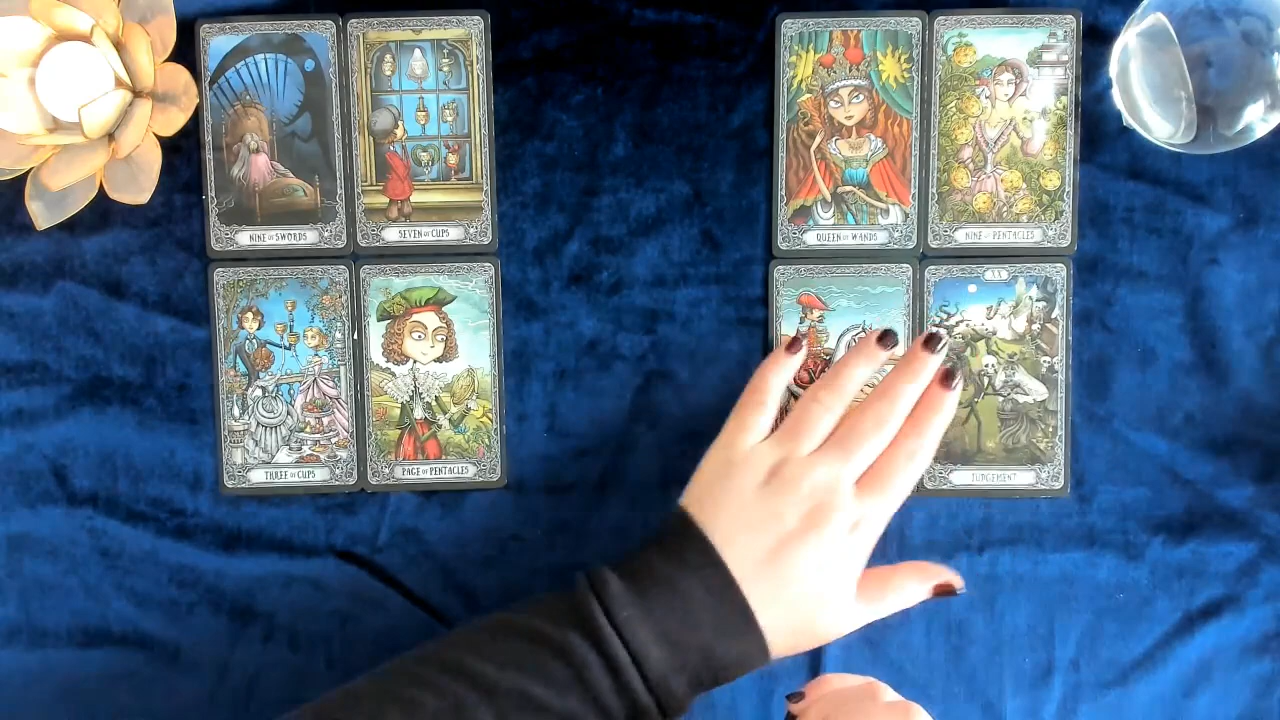 NINE OF SWORDS
SEVEN OF CUPS
QUEEN OF WANDS
NINE OF PENTACLES
XX
THREE OF CUPS
PAGE OF PENTACLES
JUDGEMENT